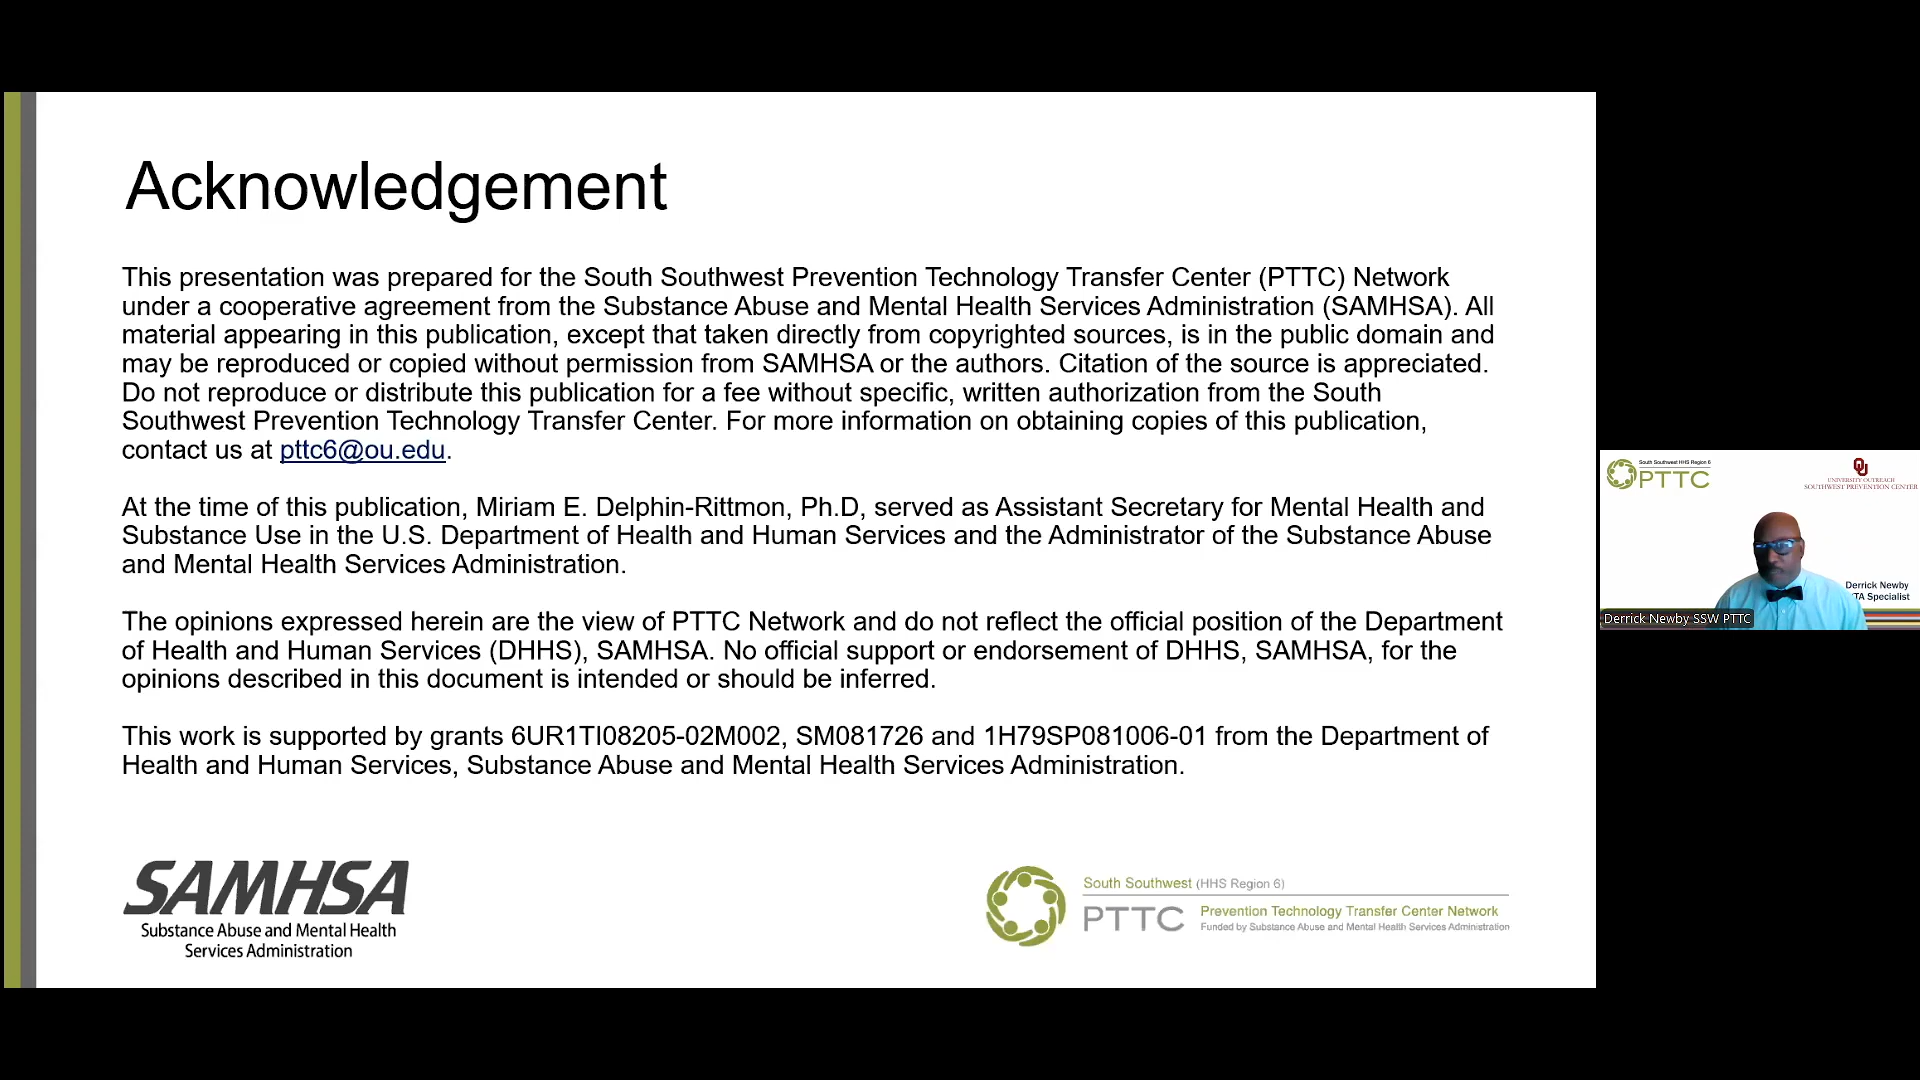 Acknowledgement
This presentation was prepared for the South Southwest Prevention Technology Transfer Center (PTTC) Network
under a cooperative agreement from the Substance Abuse and Mental Health Services Administration (SAMHSA). All
material appearing in this publication, except that taken directly from copyrighted sources, is in the public domain and
may be reproduced or copied without permission from SAMHSA or the authors. Citation of the source is appreciated.
Do not reproduce or distribute this publication for a fee without specific, written authorization from the South
Southwest Prevention Technology Transfer Center. For more information on obtaining copies of this publication,
contact us at pttc6@ou.edu.
At the time of this publication, Miriam E. Delphin-Rittmon, Ph.D, served as Assistant Secretary for Mental Health and
Substance Use in the U.S. Department of Health and Human Services and the Administrator of the Substance Abuse
and Mental Health Services Administration.
The opinions expressed herein are the view of PTTC Network and do not reflect the official position of the Department
of Health and Human Services (DHHS), SAMHSA. No official support or endorsement of DHHS, SAMHSA, for the
opinions described in this document is intended or should be inferred.
This work is supported by grants 6UR1TI08205-02M002, SM081726 and 1H79SP081006-01 from the Department of
Health and Human Services, Substance Abuse and Mental Health Services Administration.
SAMHSA
Substance Abuse and Mental Health
Services Administration
South Southwest (HHS Region 6)
PTTC
Prevention Technology Transfer Center Network
Funded by Substance Abuse and Mental Health Services Administration
South Southwest HHS Region 6
PTTC
OU
UNIVERSITY OUTREACH
SOUTHWEST PREVENTION CENTER
Derrick Newby
TA Specialist
Derrick Newby SSW PTTC